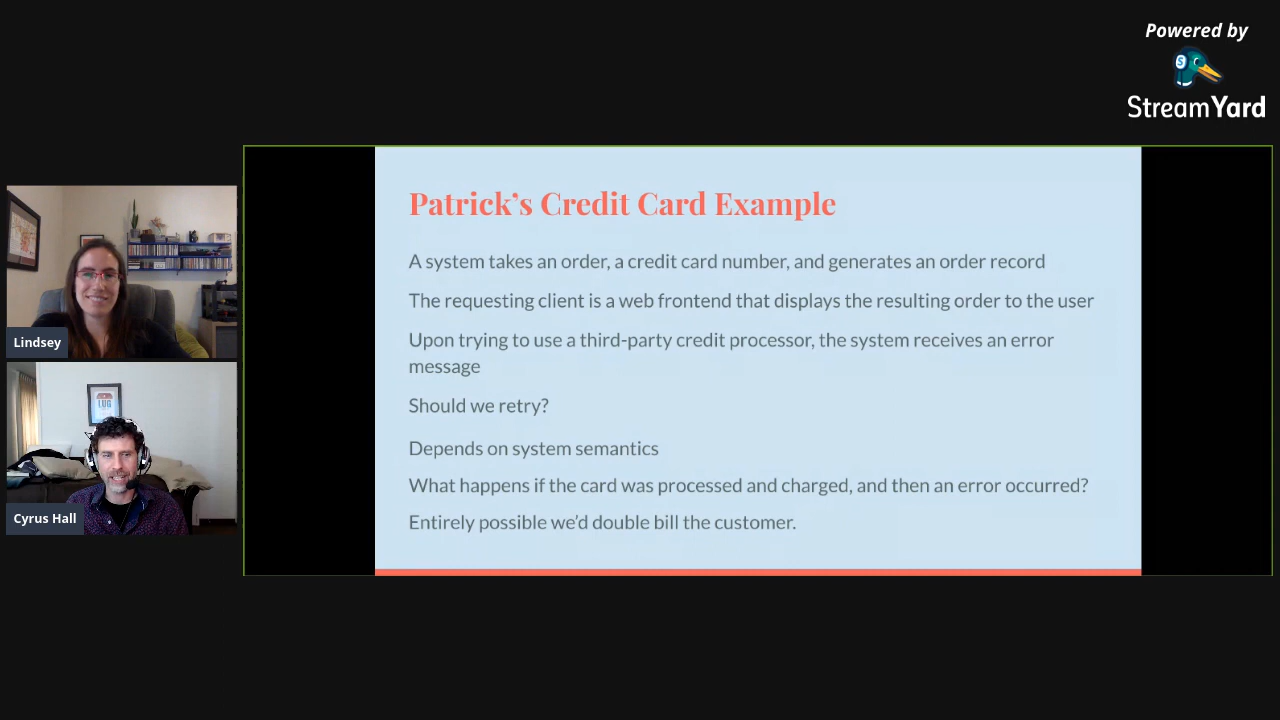 Powered by
StreamYard
Patrick’s Credit Card Example
A system takes an order, a credit card number, and generates an order record
The requesting client is a web frontend that displays the resulting order to the user
Upon trying to use a third-party credit processor, the system receives an error
message
Should we retry?
Depends on system semantics
What happens if the card was processed and charged, and then an error occurred?
Entirely possible we’d double bill the customer.
Lindsey
LUG
Cyrus Hall